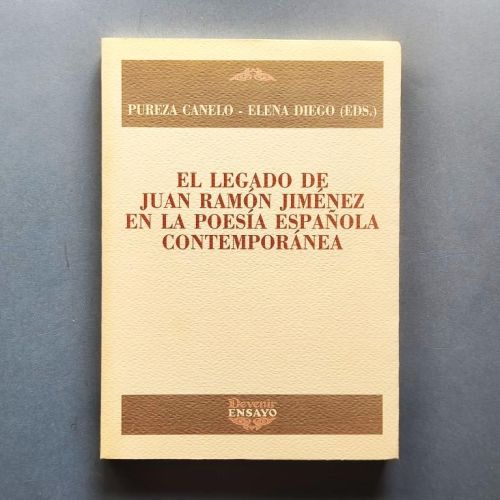 PUREZA CANELO - ELENA DIEGO (EDS.)
EL LEGADO DE
JUAN RAMÓN JIMÉNEZ
EN LA POESÍA ESPAÑOLA
CONTEMPORÁNEA
Devenir
ENSAYO